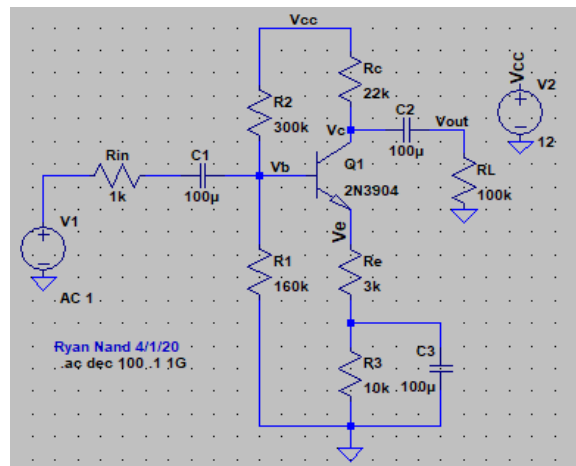 Vcc
Rc
22k
R2
300k
C2
Vout
Vc
100µ
RL
100k
Vcc
V2
12
Rin
1k
C1
100µ
Vb
Q1
2N3904
V1
AC 1
Ve
R1
160k
Re
3k
Ryan Nand 4/1/20
.ac dec 100 .1 1G
R3
10k
C3
100µ